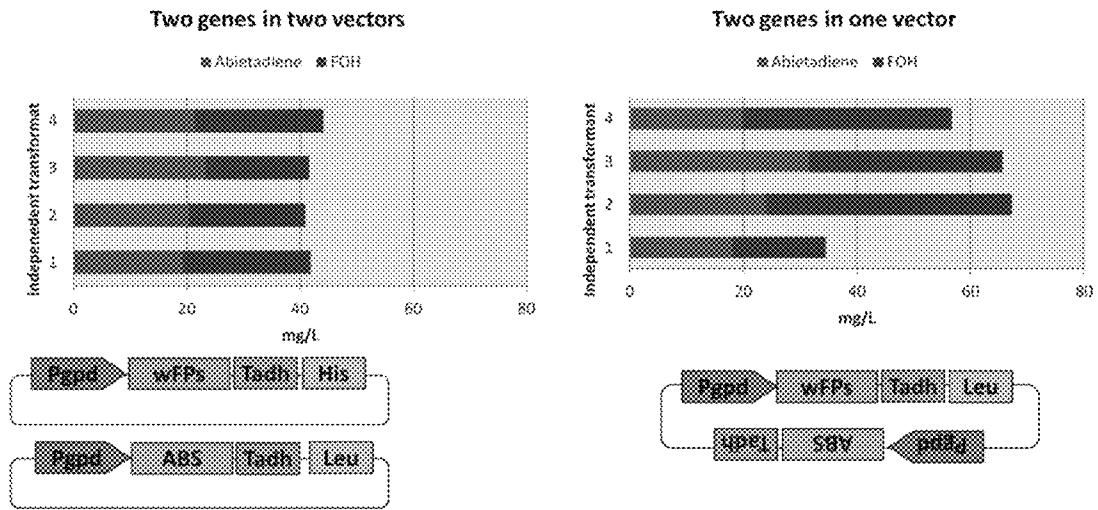 Two genes in two vectors
Abietadiene FOH
Indepenedent transformat
4
3
2
1
0 20 40 60 80
mg/L
Pgpd wFPs Tadh His
Pgpd ABS Tadh Leu
Two genes in one vector
Abietadiene FOH
Independent transformant
4
3
2
1
0 20 40 60 80
mg/L
Pgpd wFPs Tadh Leu
Tadh ABS Pgpd